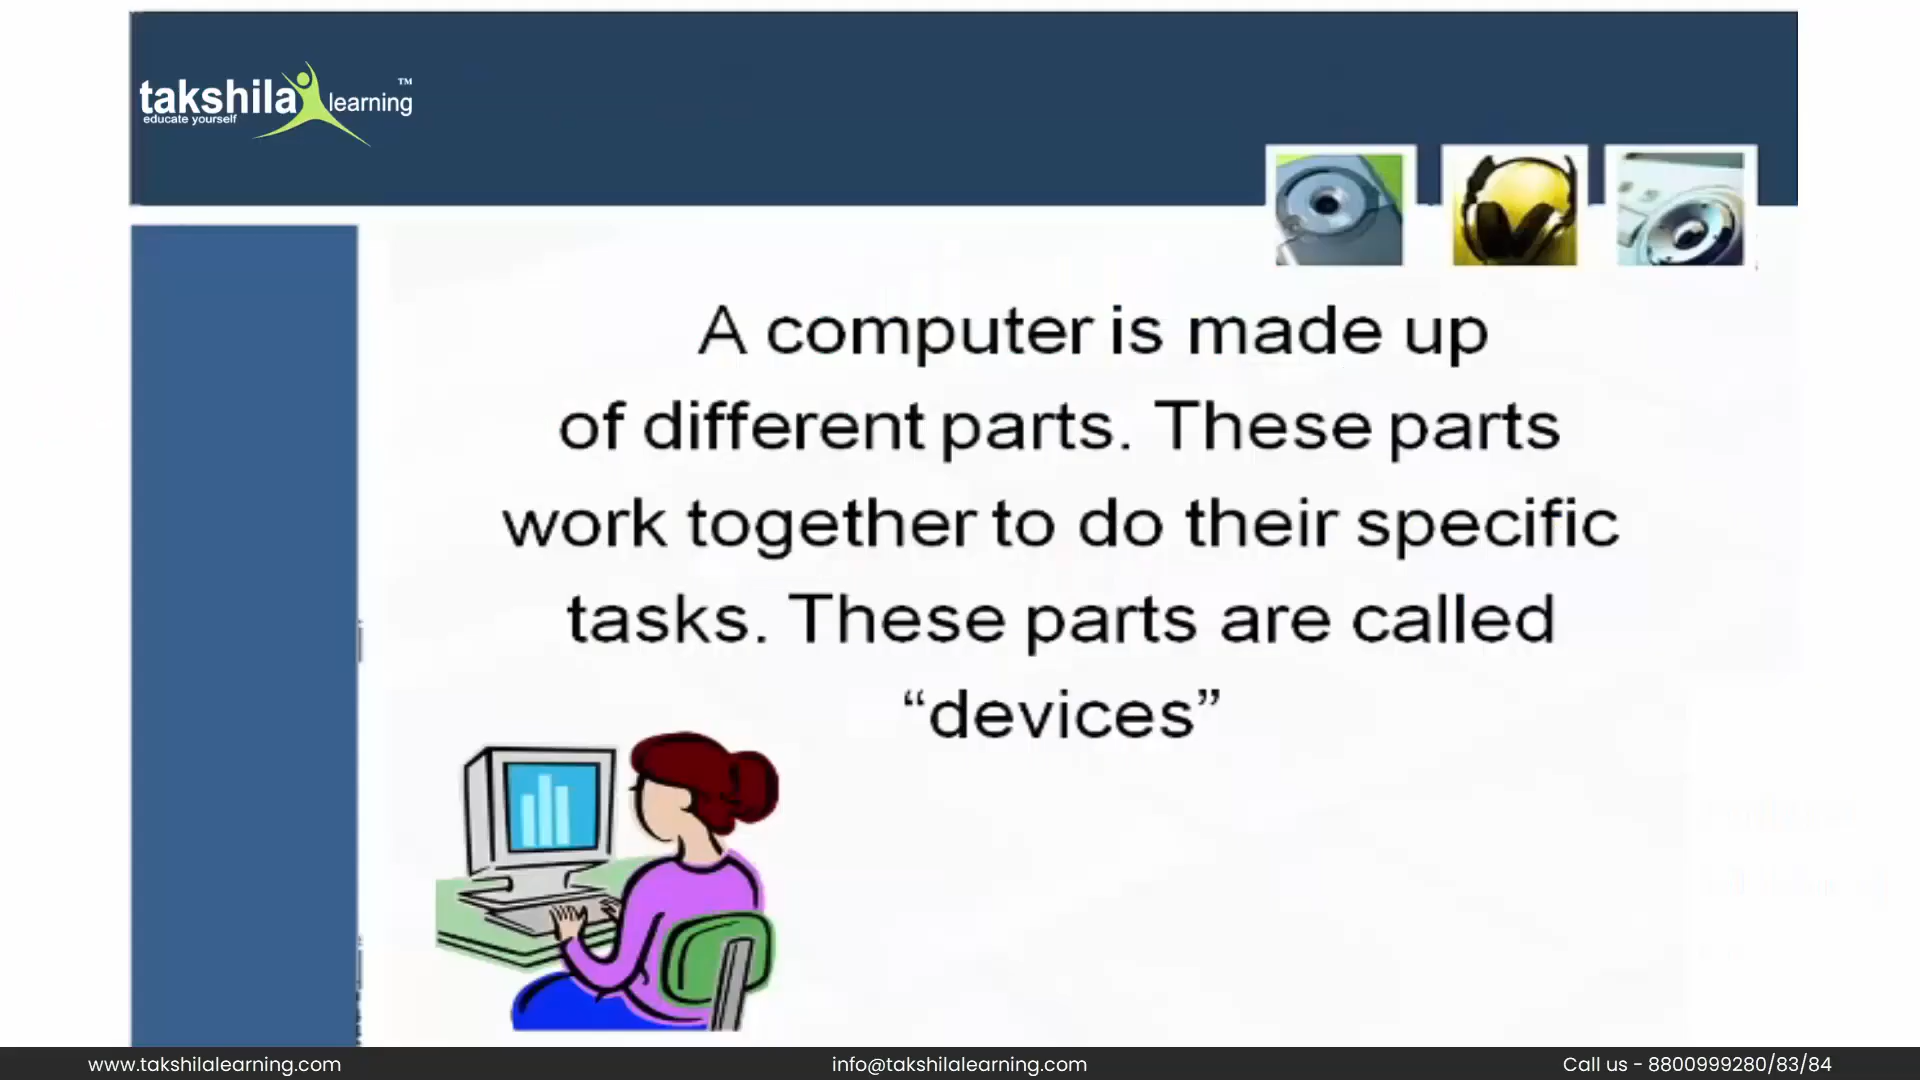 takshila learning™
educate yourself
A computer is made up
of different parts. These parts
work together to do their specific
tasks. These parts are called
“devices”
www.takshilalearning.com
info@takshilalearning.com
Call us - 8800999280/83/84